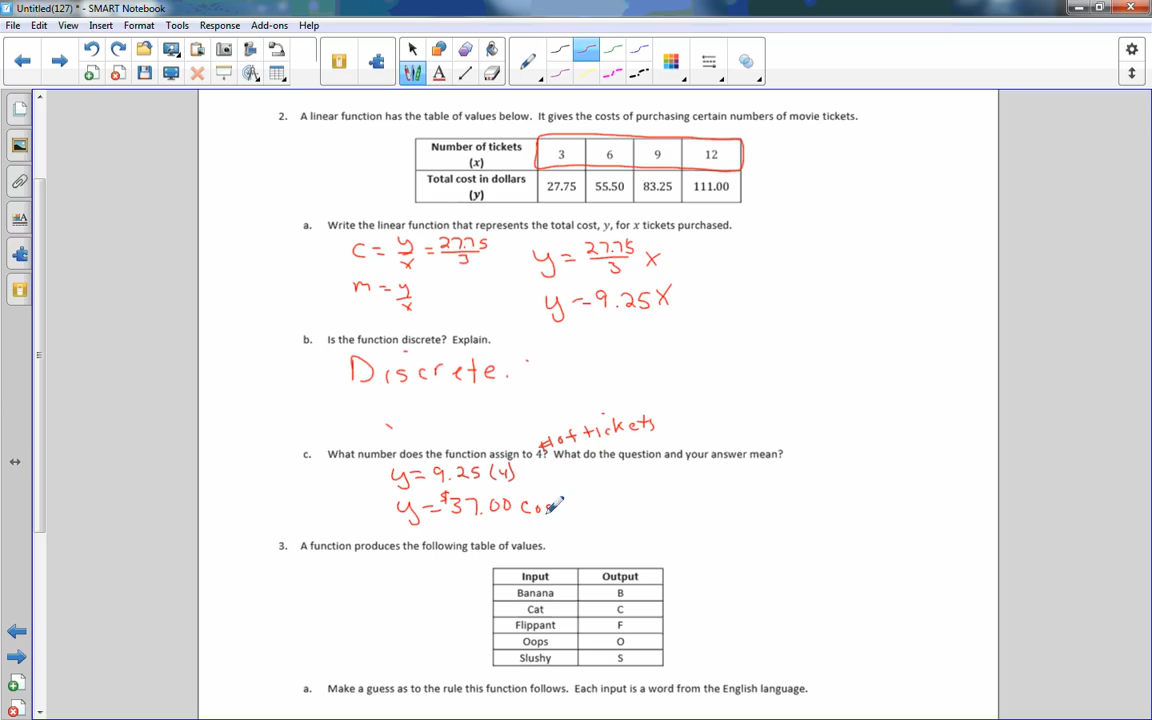 Untitled(127) * - SMART Notebook
File Edit View Insert Format Tools Response Add-ons Help
2. A linear function has the table of values below. It gives the costs of purchasing certain numbers of movie tickets.
Number of tickets (x) 3 6 9 12
Total cost in dollars (y) 27.75 55.50 83.25 111.00
a. Write the linear function that represents the total cost, y, for x tickets purchased.
C = y/x = 27.75/3
y = 27.75/3 x
m = y/x
y = 9.25x
b. Is the function discrete? Explain.
Discrete.
# of tickets
c. What number does the function assign to 4? What do the question and your answer mean?
y = 9.25 (4)
y = $37.00 cos
3. A function produces the following table of values.
Input Output
Banana B
Cat C
Flippant F
Oops O
Slushy S
a. Make a guess as to the rule this function follows. Each input is a word from the English language.